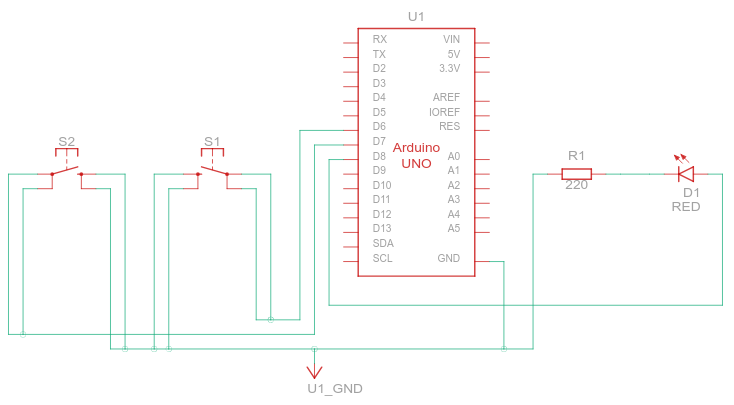 U1
RX VIN
TX 5V
D2 3.3V
D3
D4 AREF
D5 IOREF
D6 RES
D7
Arduino
UNO
D8 A0
D9 A1
D10 A2
D11 A3
D12 A4
D13 A5
SDA
SCL GND
S2
S1
R1
220
D1
RED
U1_GND